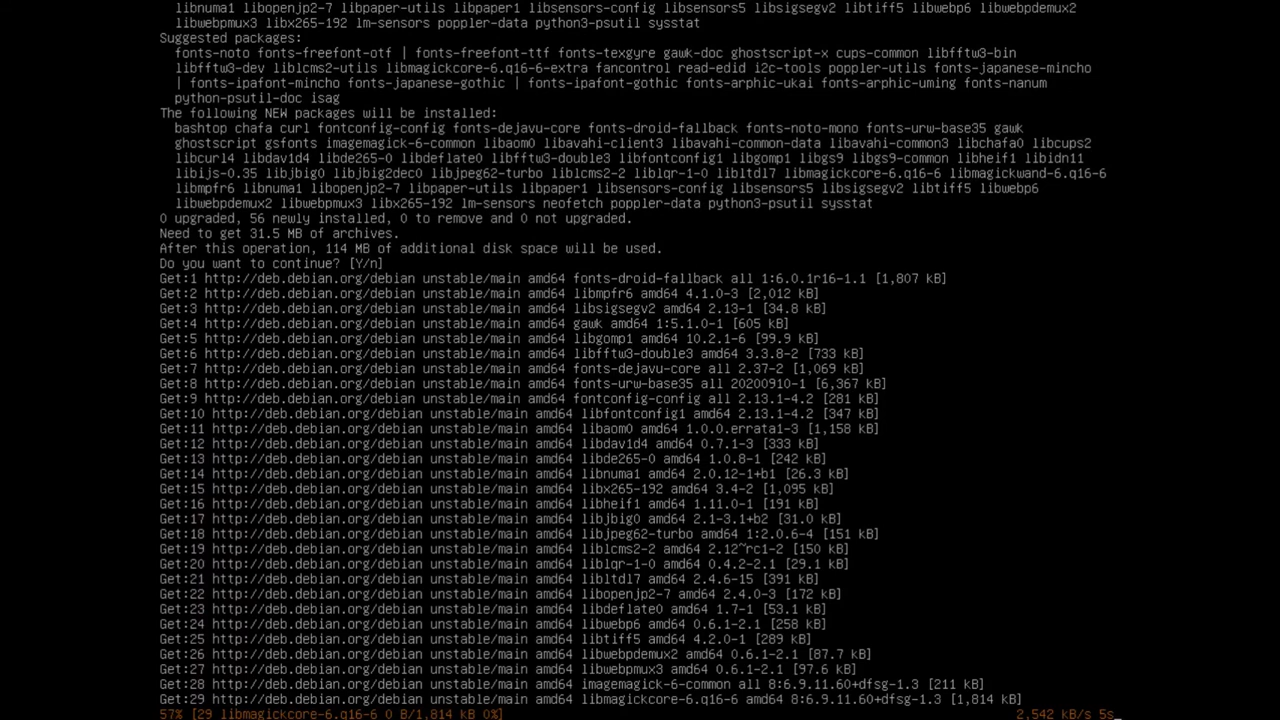 libnuma1 libopenjp2-7 libpaper-utils libpaper1 libsensors-config libsensors5 libsigsegv2 libtiff5 libwebp6 libwebpdemux2
libwebpmux3 libx265-192 lm-sensors poppler-data python3-psutil sysstat
Suggested packages:
fonts-noto fonts-freefont-otf | fonts-freefont-ttf fonts-texgyre gawk-doc ghostscript-x cups-common libfftw3-bin
libfftw3-dev liblcms2-utils libmagickcore-6.q16-6-extra fancontrol read-edid i2c-tools poppler-utils fonts-japanese-mincho
| fonts-ipafont-mincho fonts-japanese-gothic | fonts-ipafont-gothic fonts-arphic-ukai fonts-arphic-uming fonts-nanum
python-psutil-doc isag
The following NEW packages will be installed:
bashtop chafa curl fontconfig-config fonts-dejavu-core fonts-droid-fallback fonts-noto-mono fonts-urw-base35 gawk
ghostscript gsfonts imagemagick-6-common libaom0 libavahi-client3 libavahi-common-data libavahi-common3 libchafa0 libcups2
libcurl4 libdav1d4 libde265-0 libdeflate0 libfftw3-double3 libfontconfig1 libgomp1 libgs9 libgs9-common libheif1 libidn11
libijs-0.35 libjbig0 libjbig2dec0 libjpeg62-turbo liblcms2-2 liblqr-1-0 libltdl7 libmagickcore-6.q16-6 libmagickwand-6.q16-6
libmpfr6 libnuma1 libopenjp2-7 libpaper-utils libpaper1 libsensors-config libsensors5 libsigsegv2 libtiff5 libwebp6
libwebpdemux2 libwebpmux3 libx265-192 lm-sensors neofetch poppler-data python3-psutil sysstat
0 upgraded, 56 newly installed, 0 to remove and 0 not upgraded.
Need to get 31.5 MB of archives.
After this operation, 114 MB of additional disk space will be used.
Do you want to continue? [Y/n]
Get:1 http://deb.debian.org/debian unstable/main amd64 fonts-droid-fallback all 1:6.0.1r16-1.1 [1,807 kB]
Get:2 http://deb.debian.org/debian unstable/main amd64 libmpfr6 amd64 4.1.0-3 [2,012 kB]
Get:3 http://deb.debian.org/debian unstable/main amd64 libsigsegv2 amd64 2.13-1 [34.8 kB]
Get:4 http://deb.debian.org/debian unstable/main amd64 gawk amd64 1:5.1.0-1 [605 kB]
Get:5 http://deb.debian.org/debian unstable/main amd64 libgomp1 amd64 10.2.1-6 [99.9 kB]
Get:6 http://deb.debian.org/debian unstable/main amd64 libfftw3-double3 amd64 3.3.8-2 [733 kB]
Get:7 http://deb.debian.org/debian unstable/main amd64 fonts-dejavu-core all 2.37-2 [1,069 kB]
Get:8 http://deb.debian.org/debian unstable/main amd64 fonts-urw-base35 all 20200910-1 [6,367 kB]
Get:9 http://deb.debian.org/debian unstable/main amd64 fontconfig-config all 2.13.1-4.2 [281 kB]
Get:10 http://deb.debian.org/debian unstable/main amd64 libfontconfig1 amd64 2.13.1-4.2 [347 kB]
Get:11 http://deb.debian.org/debian unstable/main amd64 libaom0 amd64 1.0.0.errata1-3 [1,158 kB]
Get:12 http://deb.debian.org/debian unstable/main amd64 libdav1d4 amd64 0.7.1-3 [333 kB]
Get:13 http://deb.debian.org/debian unstable/main amd64 libde265-0 amd64 1.0.8-1 [242 kB]
Get:14 http://deb.debian.org/debian unstable/main amd64 libnuma1 amd64 2.0.12-1+b1 [26.3 kB]
Get:15 http://deb.debian.org/debian unstable/main amd64 libx265-192 amd64 3.4-2 [1,095 kB]
Get:16 http://deb.debian.org/debian unstable/main amd64 libheif1 amd64 1.11.0-1 [191 kB]
Get:17 http://deb.debian.org/debian unstable/main amd64 libjbig0 amd64 2.1-3.1+b2 [31.0 kB]
Get:18 http://deb.debian.org/debian unstable/main amd64 libjpeg62-turbo amd64 1:2.0.6-4 [151 kB]
Get:19 http://deb.debian.org/debian unstable/main amd64 liblcms2-2 amd64 2.12~rc1-2 [150 kB]
Get:20 http://deb.debian.org/debian unstable/main amd64 liblqr-1-0 amd64 0.4.2-2.1 [29.1 kB]
Get:21 http://deb.debian.org/debian unstable/main amd64 libltdl7 amd64 2.4.6-15 [391 kB]
Get:22 http://deb.debian.org/debian unstable/main amd64 libopenjp2-7 amd64 2.4.0-3 [172 kB]
Get:23 http://deb.debian.org/debian unstable/main amd64 libdeflate0 amd64 1.7-1 [53.1 kB]
Get:24 http://deb.debian.org/debian unstable/main amd64 libwebp6 amd64 0.6.1-2.1 [258 kB]
Get:25 http://deb.debian.org/debian unstable/main amd64 libtiff5 amd64 4.2.0-1 [289 kB]
Get:26 http://deb.debian.org/debian unstable/main amd64 libwebpdemux2 amd64 0.6.1-2.1 [87.7 kB]
Get:27 http://deb.debian.org/debian unstable/main amd64 libwebpmux3 amd64 0.6.1-2.1 [97.6 kB]
Get:28 http://deb.debian.org/debian unstable/main amd64 imagemagick-6-common all 8:6.9.11.60+dfsg-1.3 [211 kB]
Get:29 http://deb.debian.org/debian unstable/main amd64 libmagickcore-6.q16-6 amd64 8:6.9.11.60+dfsg-1.3 [1,814 kB]
57% [29 libmagickcore-6.q16-6 0 B/1,814 kB 0%] 2,542 kB/s 5s